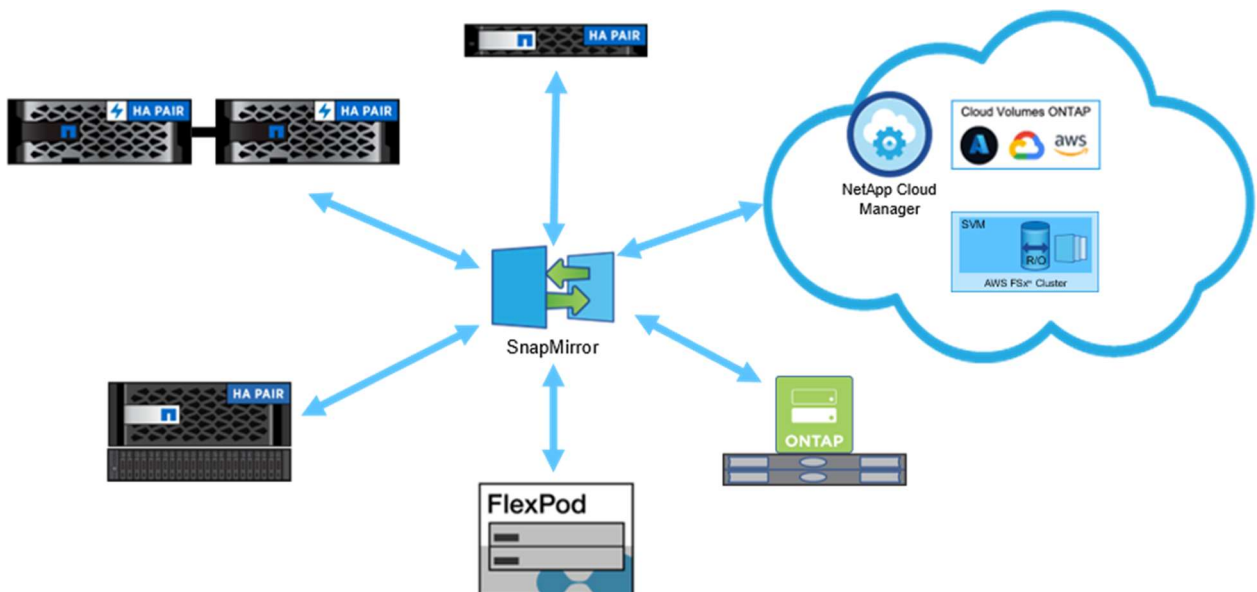 HA PAIR
HA PAIR
HA PAIR
Cloud Volumes ONTAP
aws
NetApp Cloud
Manager
SVM
R/O
AWS FSxⁿ Cluster
SnapMirror
HA PAIR
ONTAP
FlexPod